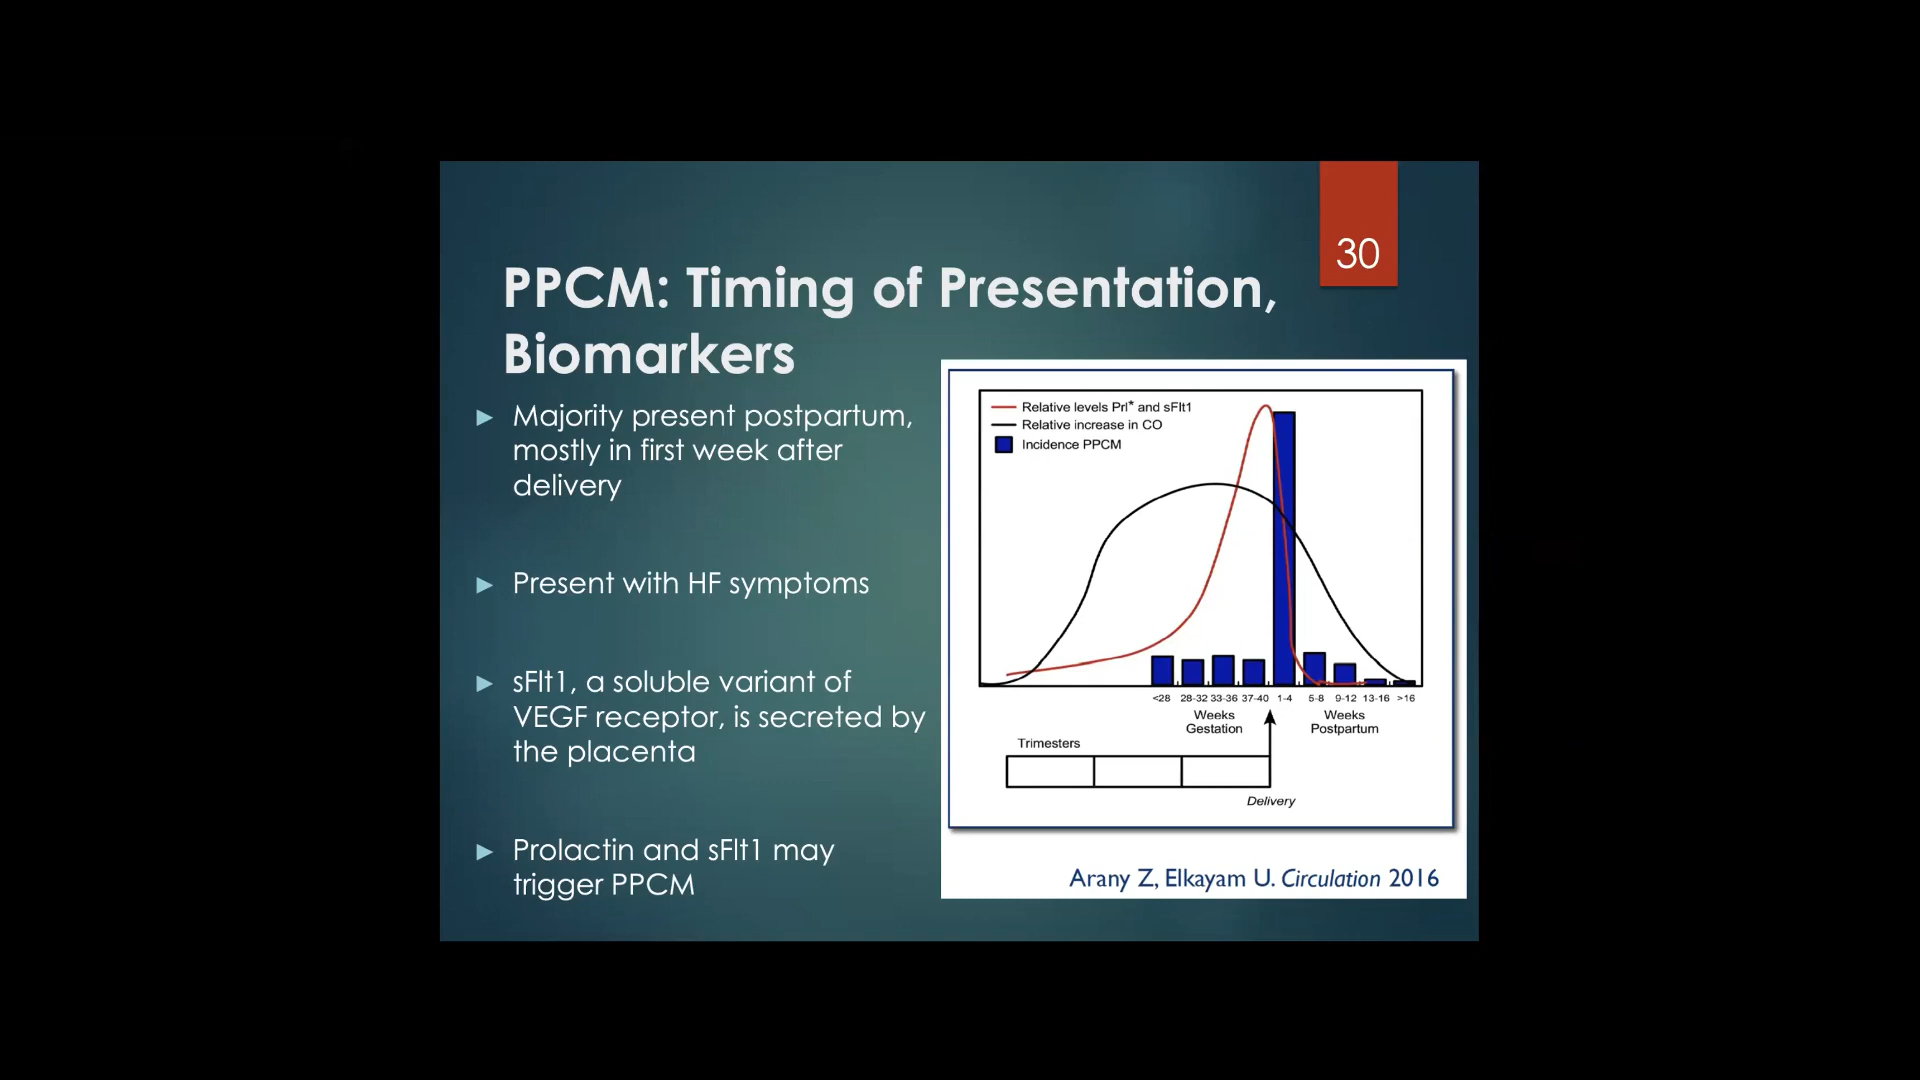 30
PPCM: Timing of Presentation,
Biomarkers
Majority present postpartum,
mostly in first week after
delivery
Present with HF symptoms
sFlt1, a soluble variant of
VEGF receptor, is secreted by
the placenta
Prolactin and sFlt1 may
trigger PPCM
Relative levels Prl* and sFlt1
Relative increase in CO
Incidence PPCM
<28 28-32 33-36 37-40 1-4 5-8 9-12 13-16 >16
Weeks Weeks
Gestation Postpartum
Trimesters
Delivery
Arany Z, Elkayam U. Circulation 2016